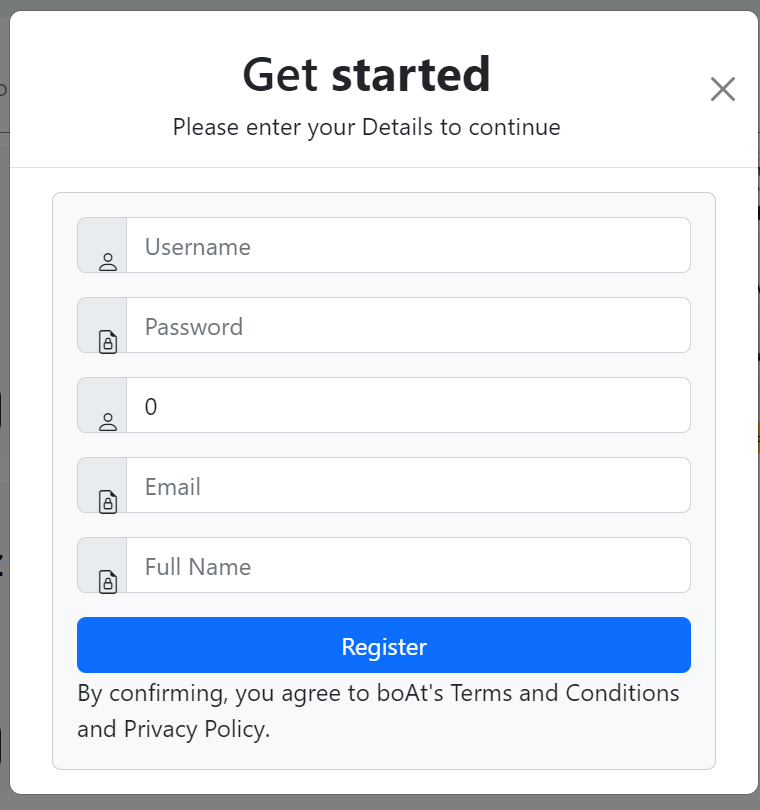 Get started
Please enter your Details to continue
Username
Password
0
Email
Full Name
Register
By confirming, you agree to boAt's Terms and Conditions
and Privacy Policy.